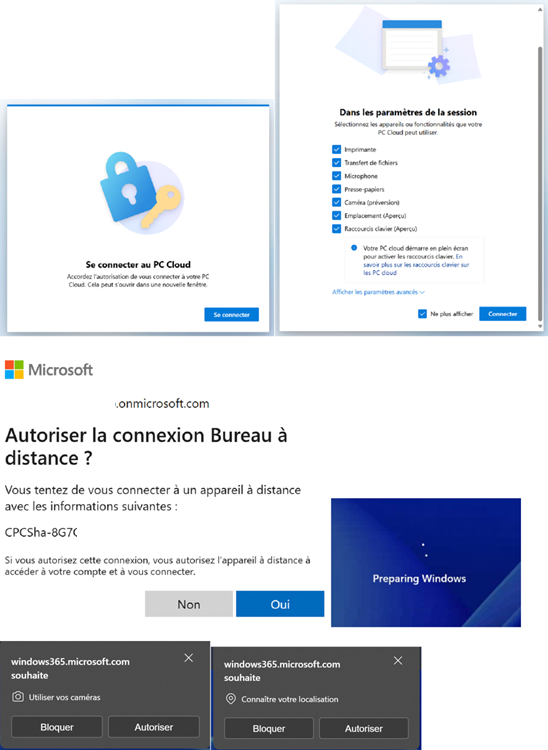 Se connecter au PC Cloud
Accordez l'autorisation de vous connecter à votre PC
Cloud. Cela peut s'ouvrir dans une nouvelle fenêtre.
Se connecter
Dans les paramètres de la session
Sélectionnez les appareils ou fonctionnalités que votre
PC Cloud peut utiliser.
Imprimante
Transfert de fichiers
Microphone
Presse-papiers
Caméra (préversion)
Emplacement (Aperçu)
Raccourcis clavier (Aperçu)
Votre PC cloud démarre en plein écran
pour activer les raccourcis clavier. En
savoir plus sur les raccourcis clavier sur
les PC cloud
Afficher les paramètres avancés
Ne plus afficher
Connecter
Microsoft
.onmicrosoft.com
Autoriser la connexion Bureau à
distance ?
Vous tentez de vous connecter à un appareil à distance
avec les informations suivantes :
CPCSha-8G7
Si vous autorisez cette connexion, vous autorisez l'appareil à distance à
accéder à votre compte et à vous connecter.
Non
Oui
Preparing Windows
windows365.microsoft.com
souhaite
Utiliser vos caméras
Bloquer
Autoriser
windows365.microsoft.com
souhaite
Connaître votre localisation
Bloquer
Autoriser